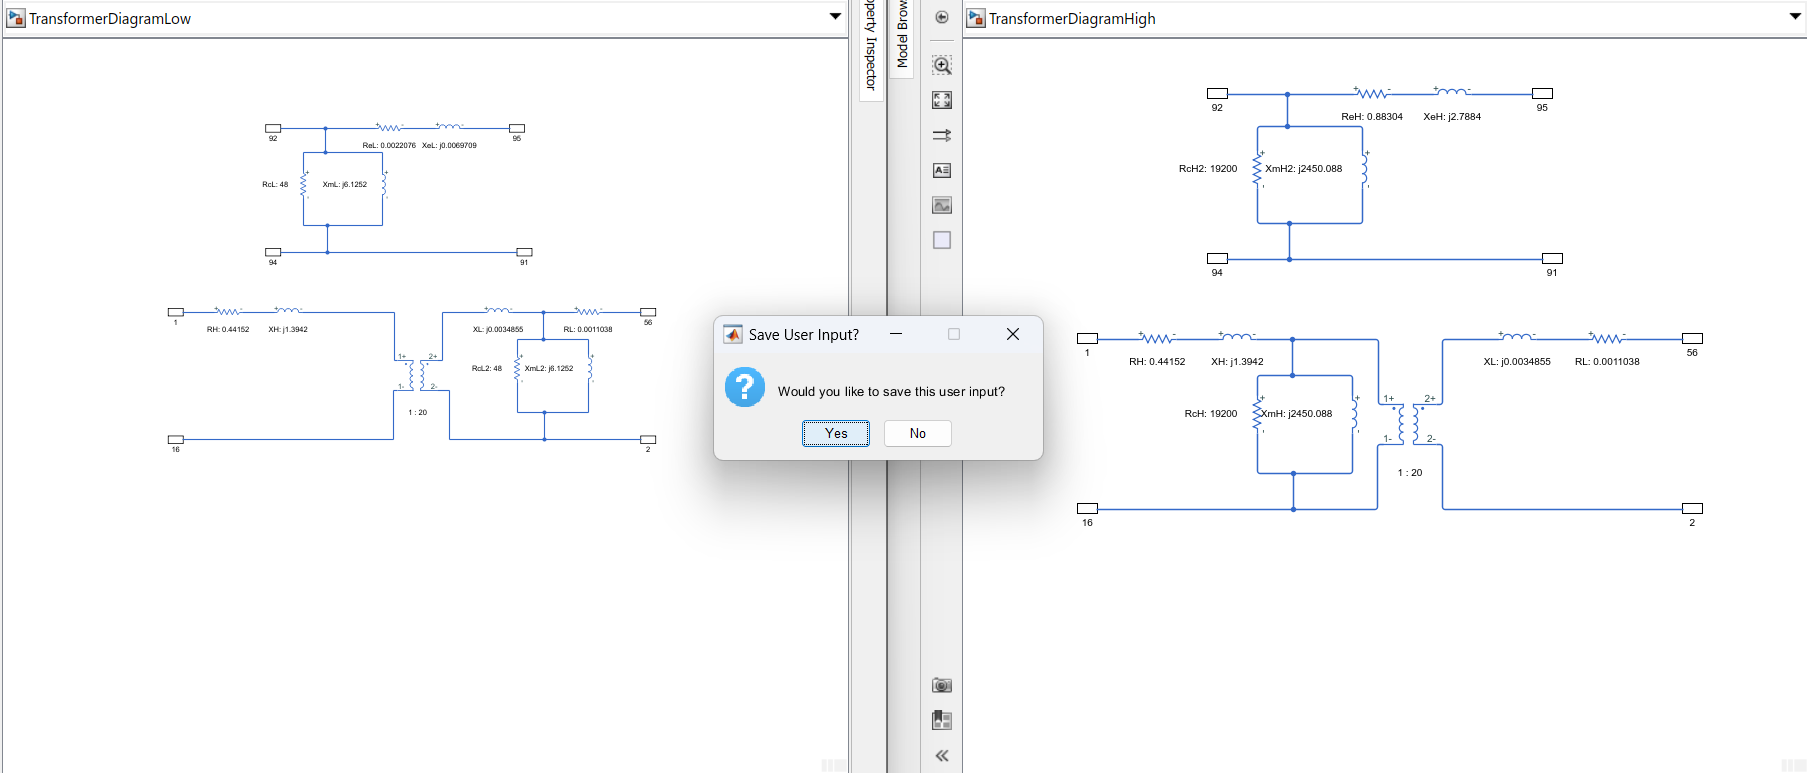 TransformerDiagramLow
92
95
ReL: 0.0022076
XeL: j0.0069709
RcL: 48
XmL: j6.1252
94
91
1
RH: 0.44152
XH: j1.3942
XL: j0.0034855
RL: 0.0011038
56
1+
2+
RcL2: 48
XmL2: j6.1252
1-
2-
1 : 20
16
2
Property Inspector
Model Brow
Save User Input?
Would you like to save this user input?
Yes
No
TransformerDiagramHigh
92
95
ReH: 0.88304
XeH: j2.7884
RcH2: 19200
XmH2: j2450.088
94
91
1
RH: 0.44152
XH: j1.3942
XL: j0.0034855
RL: 0.0011038
56
1+
2+
RcH: 19200
XmH: j2450.088
1-
2-
1 : 20
16
2